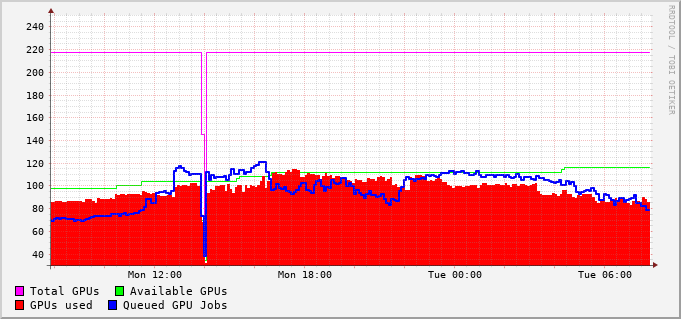 RRDTOOL / TOBI OETIKER
240
220
200
180
160
140
120
100
80
60
40
Mon 12:00 Mon 18:00 Tue 00:00 Tue 06:00
Total GPUs Available GPUs
GPUs used Queued GPU Jobs